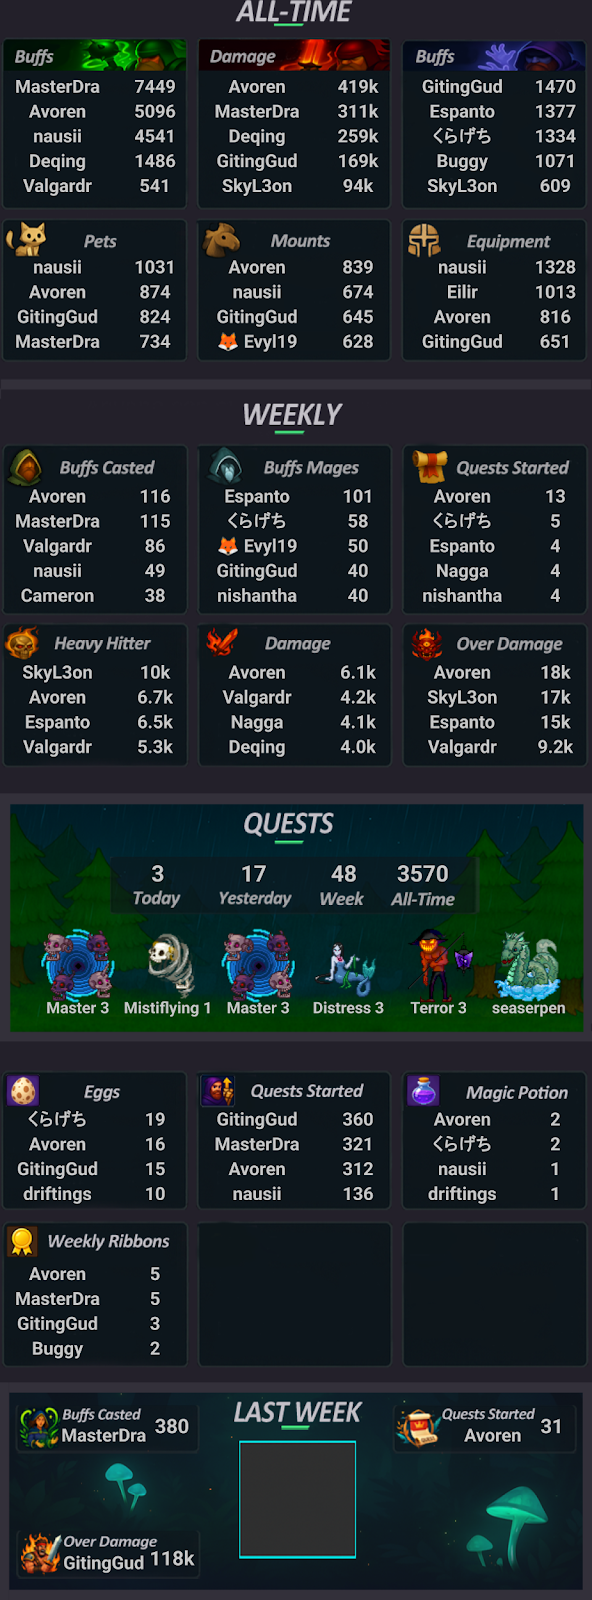 ALL-TIME
Buffs
MasterDra 7449
Avoren 5096
nausii 4541
Deqing 1486
Valgardr 541
Damage
Avoren 419k
MasterDra 311k
Deqing 259k
GitingGud 169k
SkyL3on 94k
Buffs
GitingGud 1470
Espanto 1377
くらげち 1334
Buggy 1071
SkyL3on 609
Pets
nausii 1031
Avoren 874
GitingGud 824
MasterDra 734
Mounts
Avoren 839
nausii 674
GitingGud 645
🦊 Evyl19 628
Equipment
nausii 1328
Eilir 1013
Avoren 816
GitingGud 651
WEEKLY
Buffs Casted
Avoren 116
MasterDra 115
Valgardr 86
nausii 49
Cameron 38
Buffs Mages
Espanto 101
くらげち 58
🦊 Evyl19 50
GitingGud 40
nishantha 40
Quests Started
Avoren 13
くらげち 5
Espanto 4
Nagga 4
nishantha 4
Heavy Hitter
SkyL3on 10k
Avoren 6.7k
Espanto 6.5k
Valgardr 5.3k
Damage
Avoren 6.1k
Valgardr 4.2k
Nagga 4.1k
Deqing 4.0k
Over Damage
Avoren 18k
SkyL3on 17k
Espanto 15k
Valgardr 9.2k
QUESTS
3 17 48 3570
Today Yesterday Week All-Time
Master 3 Mistiflying 1 Master 3 Distress 3 Terror 3 seaserpen
Eggs
くらげち 19
Avoren 16
GitingGud 15
driftings 10
Quests Started
GitingGud 360
MasterDra 321
Avoren 312
nausii 136
Magic Potion
Avoren 2
くらげち 2
nausii 1
driftings 1
Weekly Ribbons
Avoren 5
MasterDra 5
GitingGud 3
Buggy 2
LAST WEEK
Buffs Casted
MasterDra 380
Quests Started
Avoren 31
Over Damage
GitingGud 118k